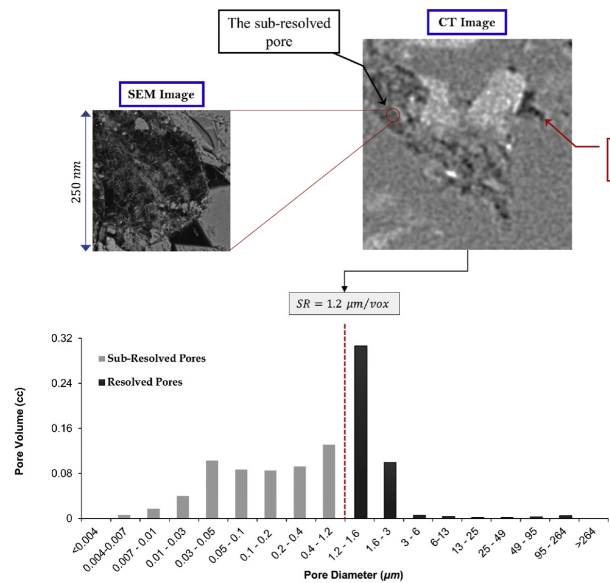 The sub-resolved
pore
CT Image
SEM Image
250 nm
SR = 1.2 μm/vox
0.32
0.24
0.16
0.08
0
Pore Volume (cc)
Sub-Resolved Pores
Resolved Pores
<0.004
0.004-0.007
0.007 - 0.01
0.01 - 0.03
0.03 - 0.05
0.05 - 0.1
0.1 - 0.2
0.2 - 0.4
0.4 - 1.2
1.2 - 1.6
1.6 - 3
3 - 6
6-13
13 - 25
25 - 49
49 - 95
95 - 264
>264
Pore Diameter (μm)